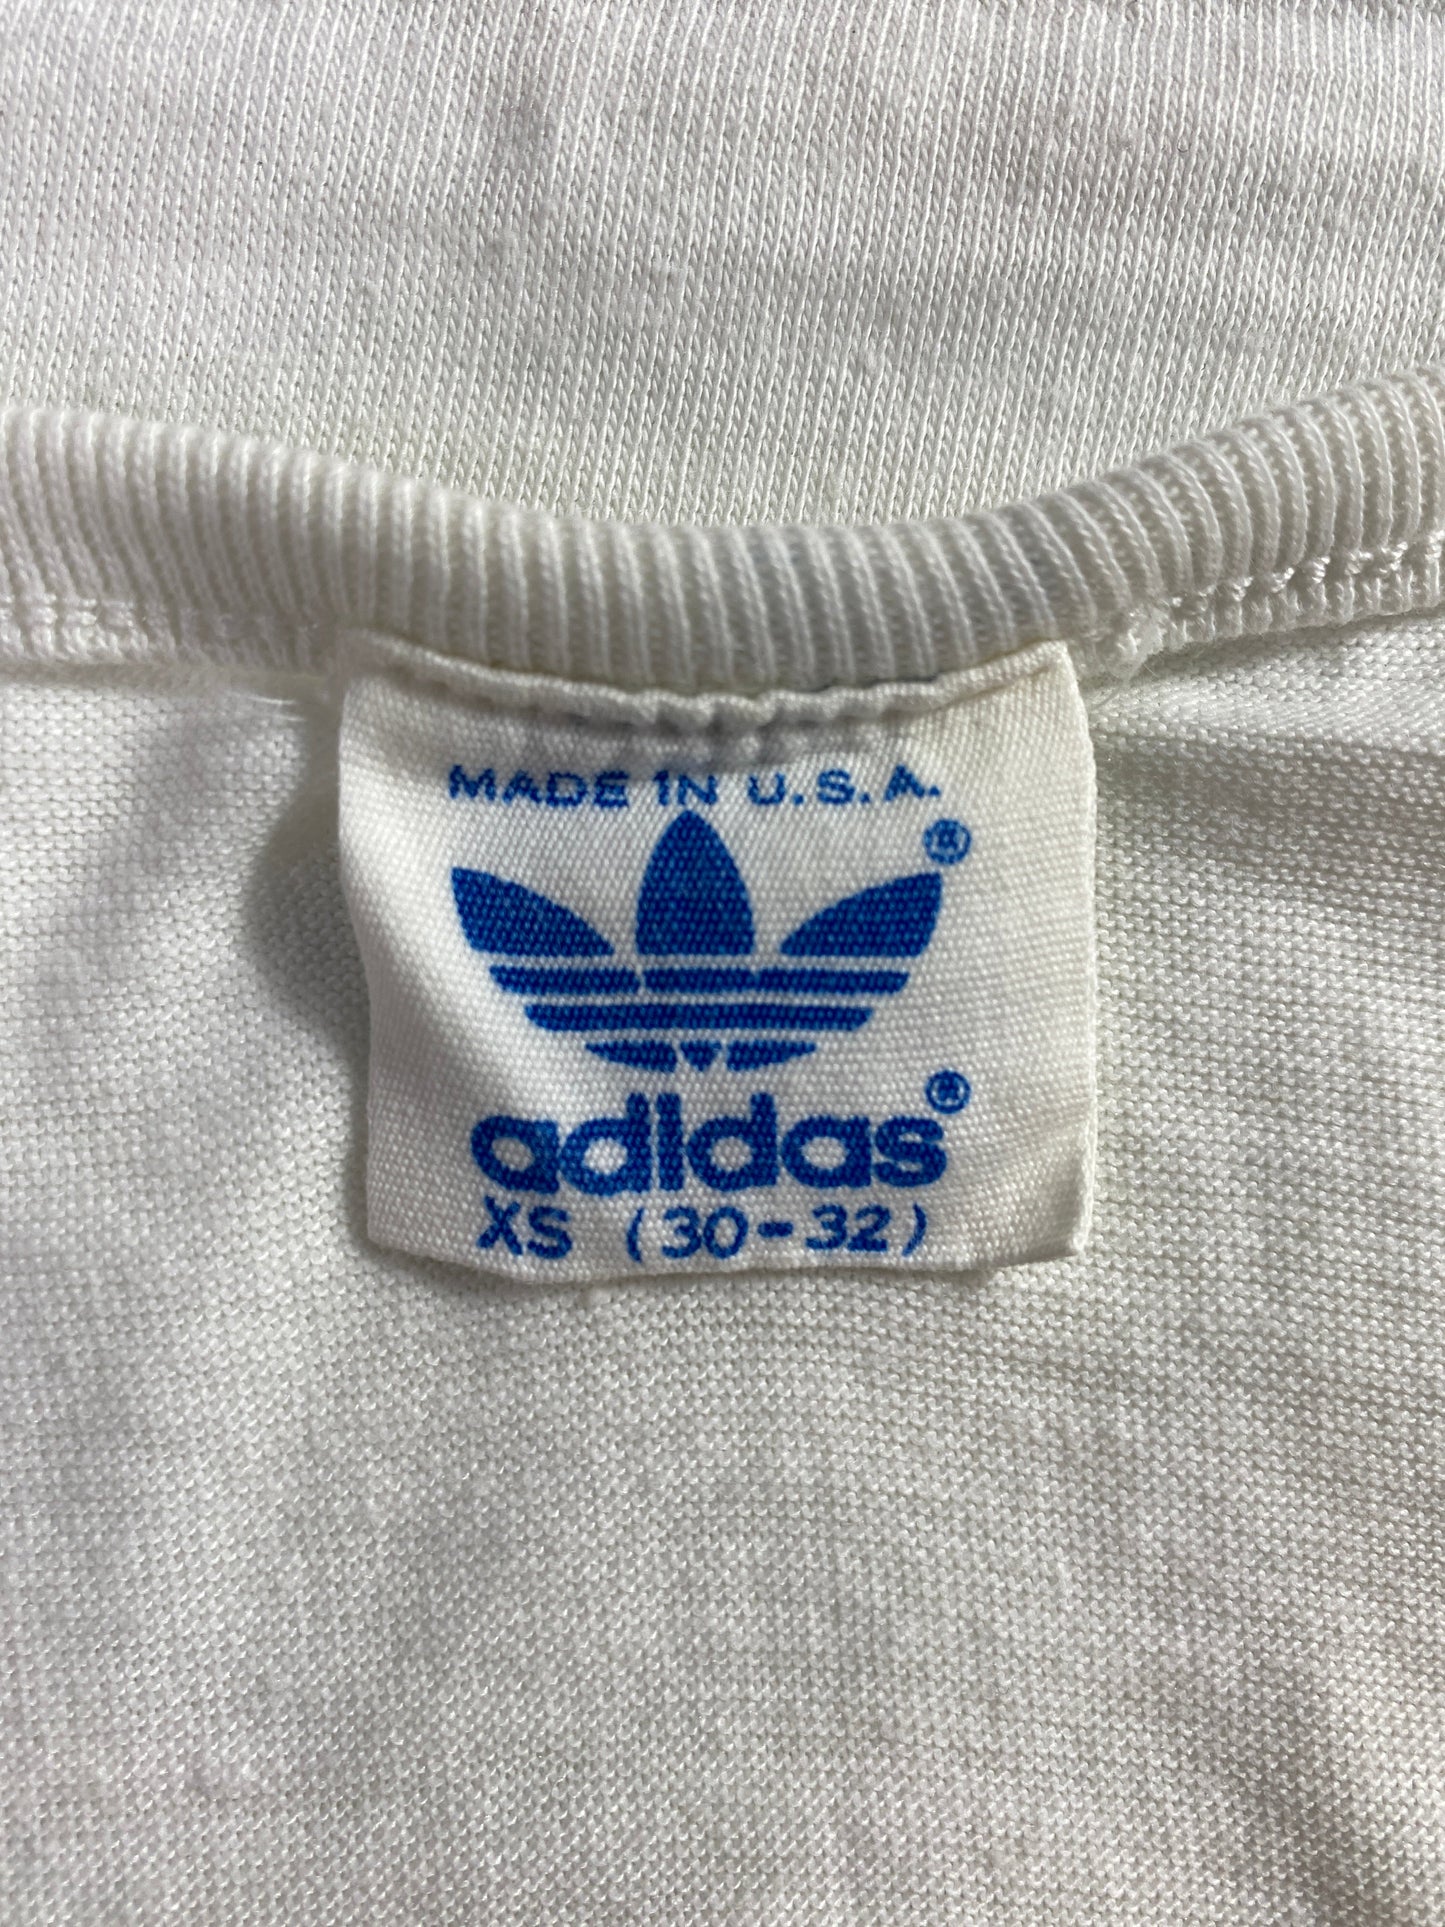 MADE IN U.S.A.
®
adidas®
XS (30-32)